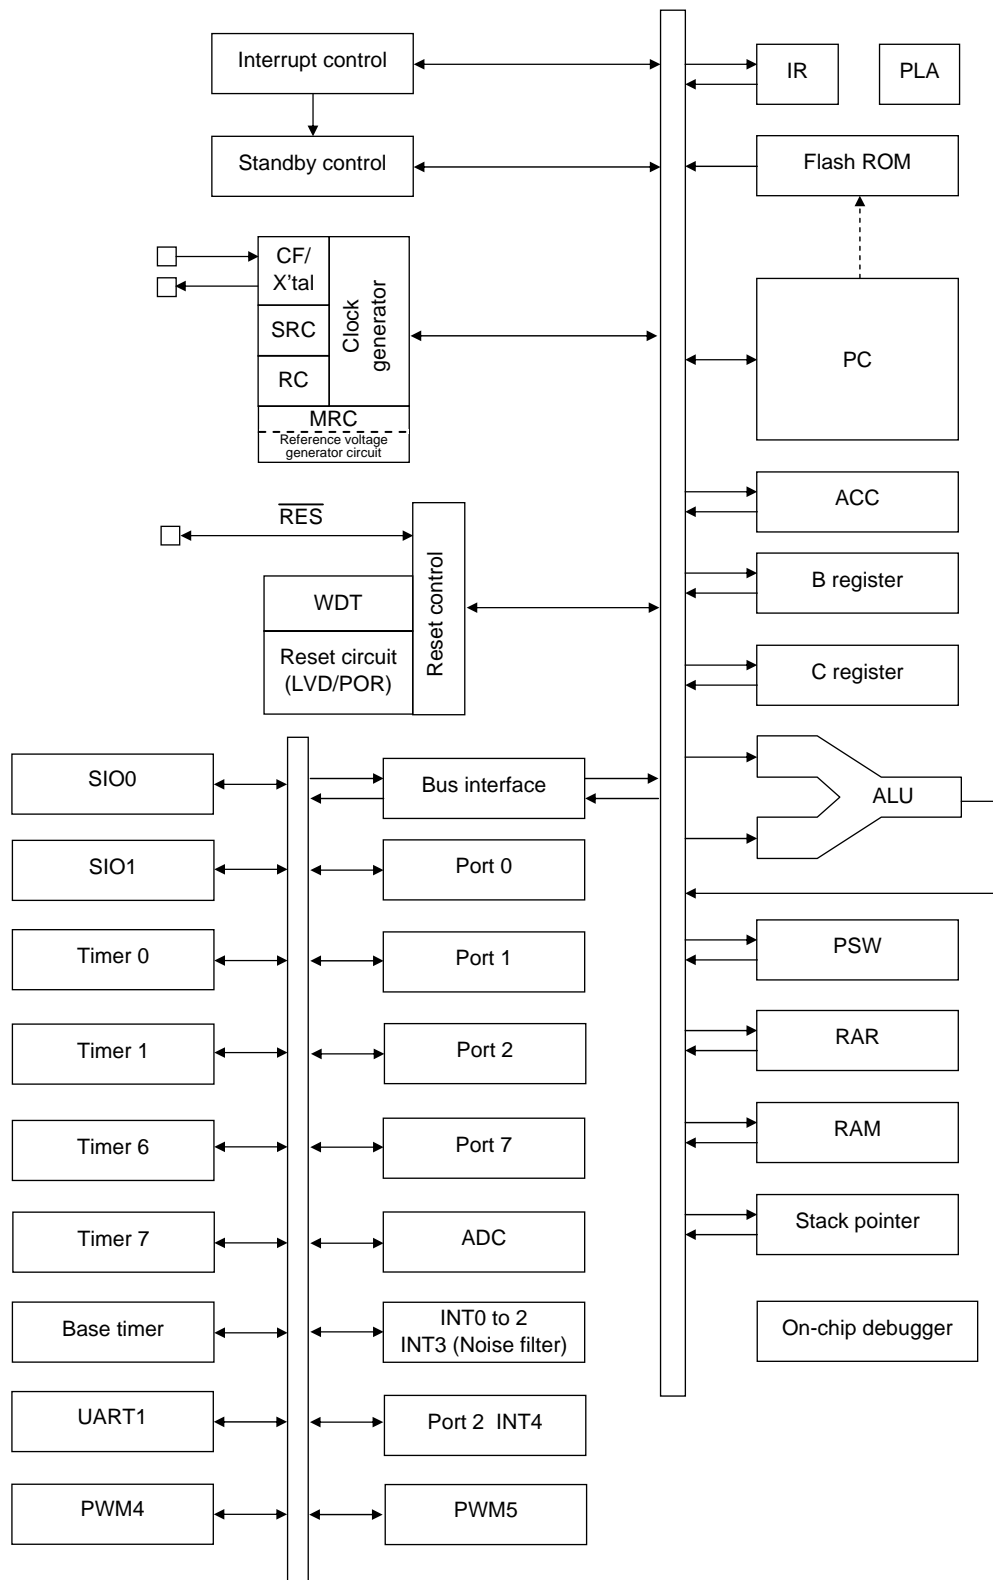 Interrupt control
IR
PLA
Standby control
Flash ROM
CF/
X'tal
SRC
RC
Clock
generator
MRC
Reference voltage
generator circuit
PC
ACC
RES
Reset control
WDT
Reset circuit
(LVD/POR)
B register
C register
SIO0
Bus interface
ALU
SIO1
Port 0
Timer 0
Port 1
PSW
Timer 1
Port 2
RAR
Timer 6
Port 7
RAM
Timer 7
ADC
Stack pointer
Base timer
INT0 to 2
INT3 (Noise filter)
On-chip debugger
UART1
Port 2 INT4
PWM4
PWM5